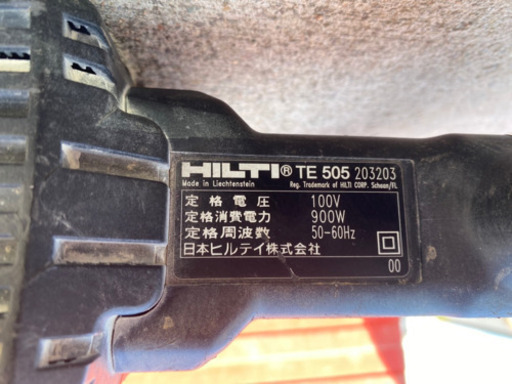 HILTI® TE 505 203203
Made in Liechtenstein Reg. Trademark of HILTI CORP. Schaan/FL
定格電圧 100V
定格消費電力 900W
定格周波数 50-60Hz
日本ヒルテイ株式会社
00